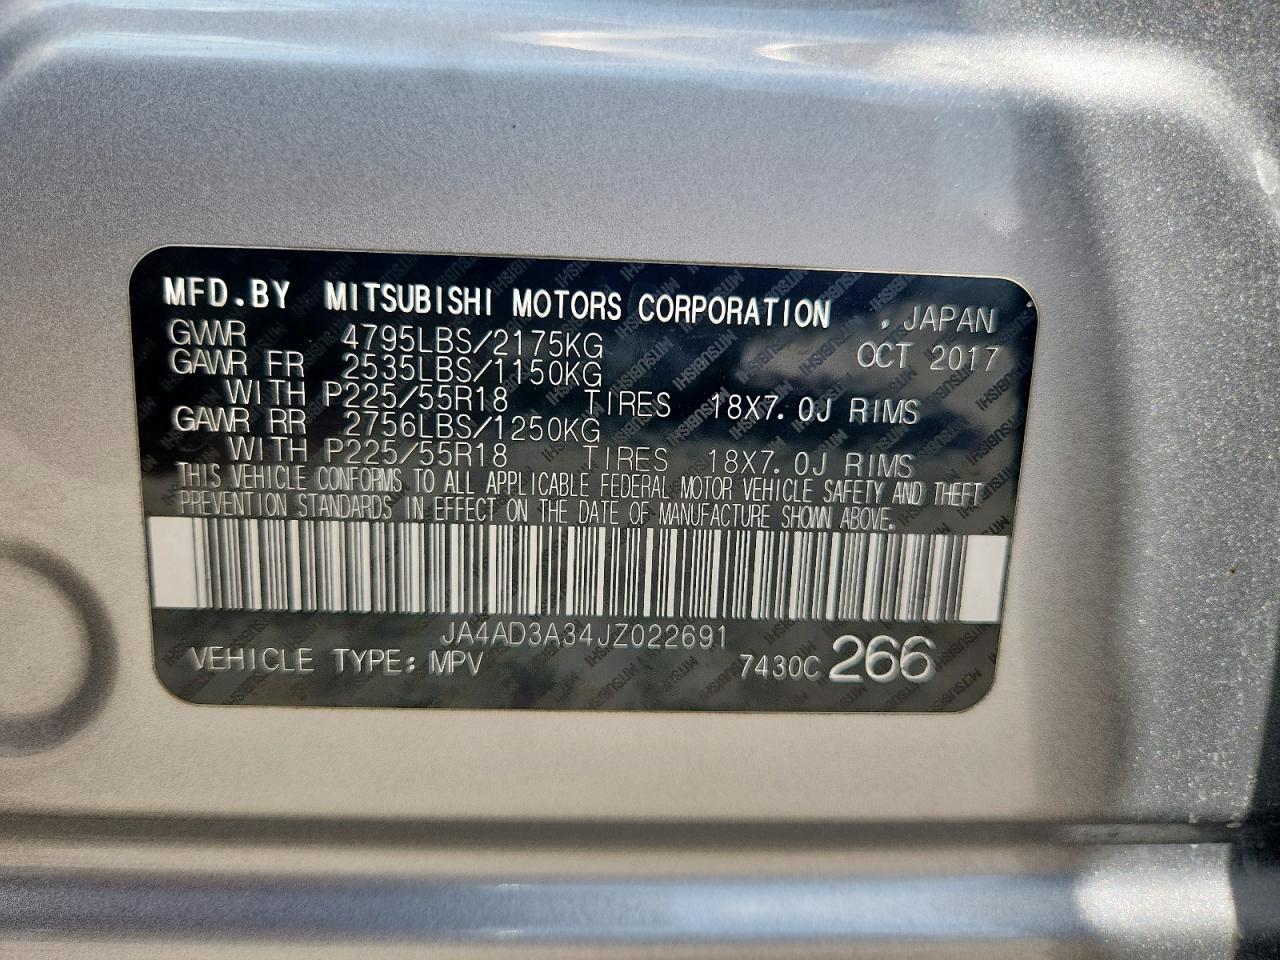 MFD.BY MITSUBISHI MOTORS CORPORATION , JAPAN
GVWR 4795LBS/2175KG OCT 2017
GAWR FR 2535LBS/1150KG
WITH P225/55R18 TIRES 18X7.0J RIMS
GAWR RR 2756LBS/1250KG
WITH P225/55R18 TIRES 18X7.0J RIMS
THIS VEHICLE CONFORMS TO ALL APPLICABLE FEDERAL MOTOR VEHICLE SAFETY AND THEFT
PREVENTION STANDARDS IN EFFECT ON THE DATE OF MANUFACTURE SHOWN ABOVE.
JA4AD3A34JZ022691
VEHICLE TYPE: MPV 7430C 266